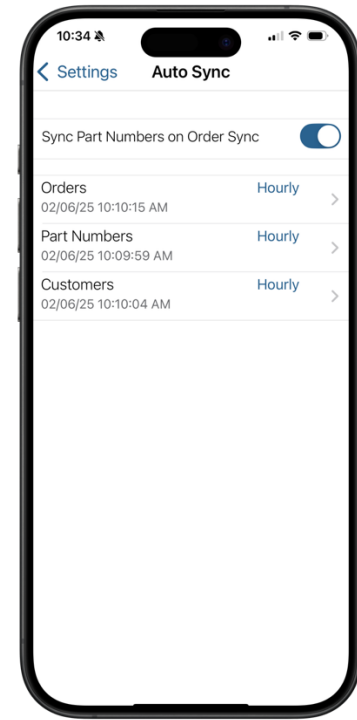 10:34
Settings
Auto Sync
Sync Part Numbers on Order Sync
Orders
Hourly
02/06/25 10:10:15 AM
Part Numbers
Hourly
02/06/25 10:09:59 AM
Customers
Hourly
02/06/25 10:10:04 AM